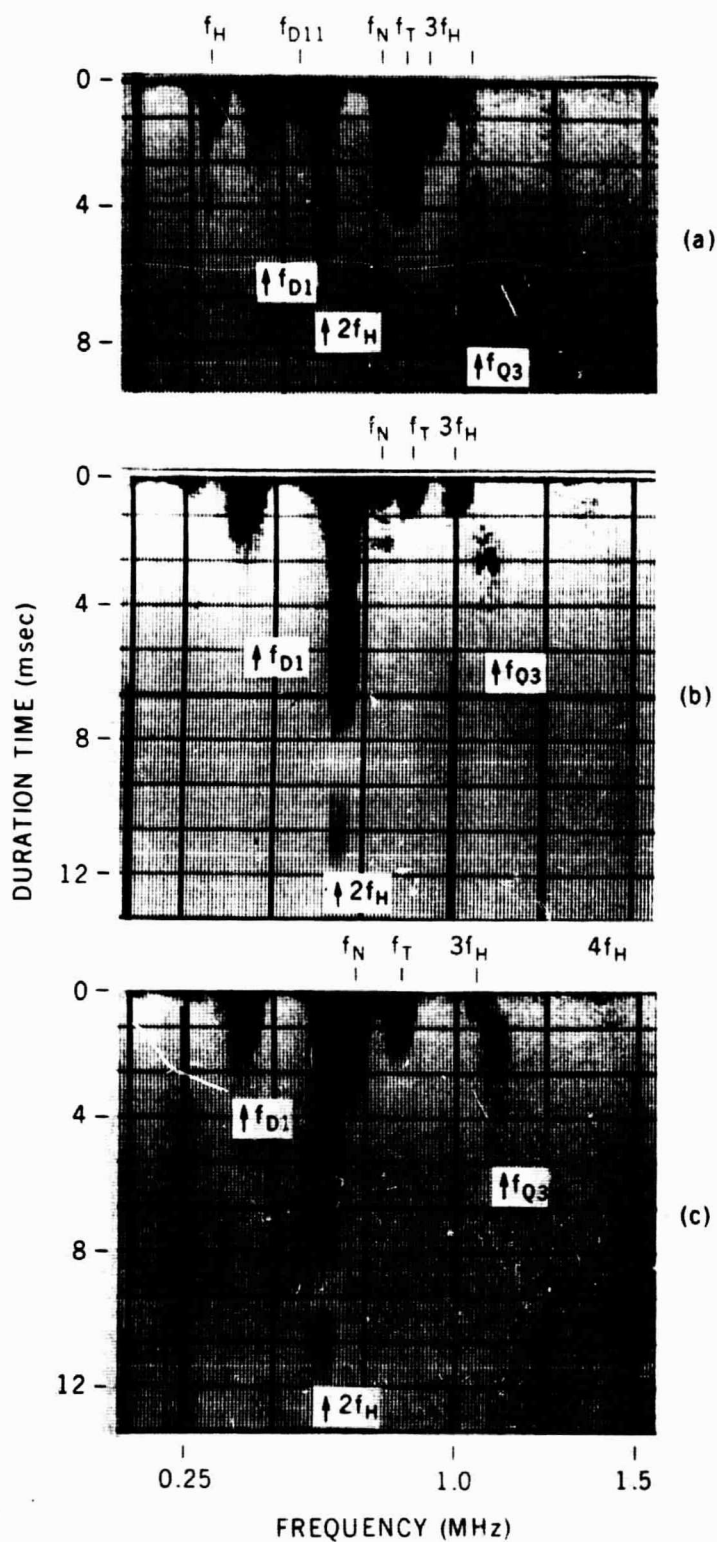 f_H f_D11 f_N f_T 3f_H
0
4
8
f_D1
2f_H
f_Q3
(a)
f_N f_T 3f_H
0
4
8
12
f_D1
f_Q3
2f_H
(b)
f_N f_T 3f_H 4f_H
0
4
8
12
f_D1
f_Q3
2f_H
(c)
DURATION TIME (msec)
0.25 1.0 1.5
FREQUENCY (MHz)